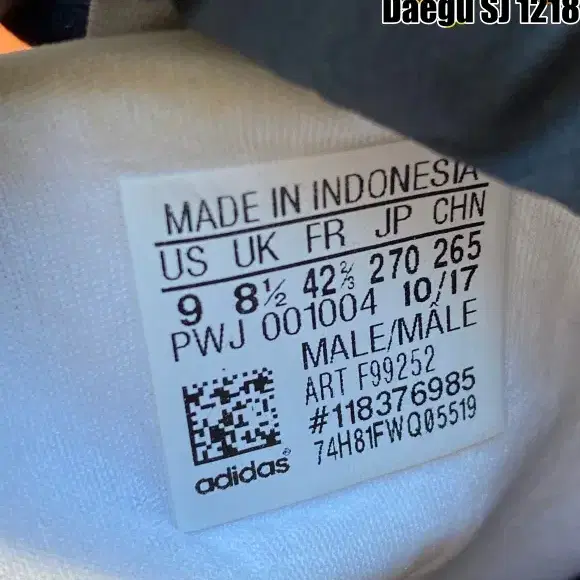 Daegu SJ 1218
MADE IN INDONESIA
US UK FR JP CHN
9 8½ 42⅔ 270 265
PWJ 001004 10/17
MALE/MÂLE
ART F99252
#118376985
74H81FWQ05519
adidas®